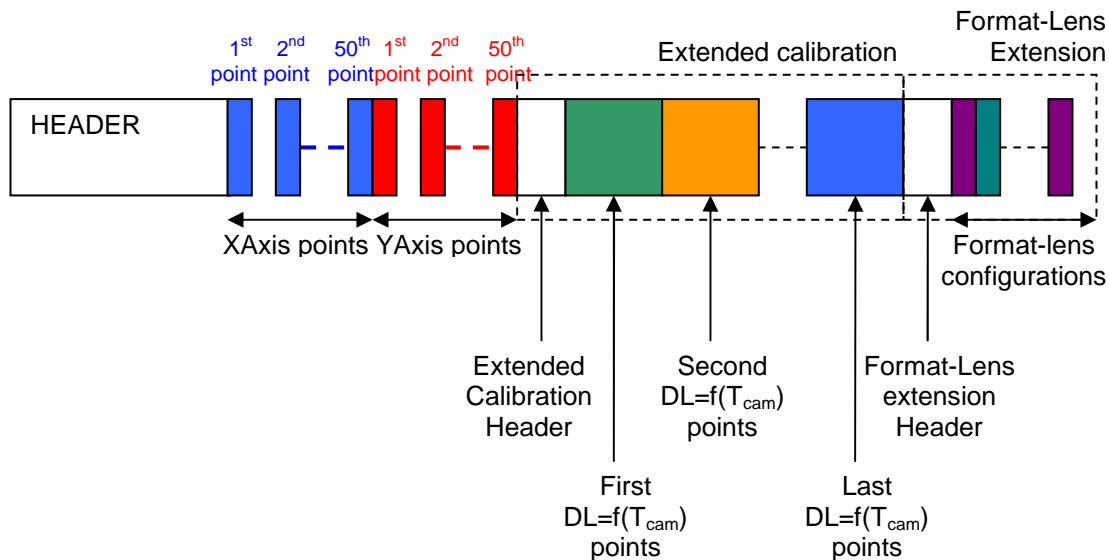 Format-Lens
Extension
1st
point
2nd
point
50th
point
1st
point
2nd
point
50th
point
Extended calibration
HEADER
XAxis points
YAxis points
Format-lens
configurations
Extended
Calibration
Header
Second
DL=f(Tcam)
points
Format-Lens
extension
Header
First
DL=f(Tcam)
points
Last
DL=f(Tcam)
points